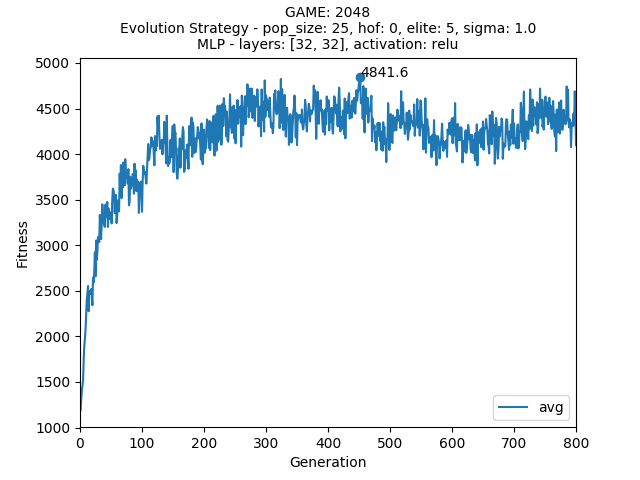 GAME: 2048
Evolution Strategy - pop_size: 25, hof: 0, elite: 5, sigma: 1.0
MLP - layers: [32, 32], activation: relu
5000
4841.6
4500
4000
3500
3000
Fitness
2500
2000
1500
avg
1000
0 100 200 300 400 500 600 700 800
Generation